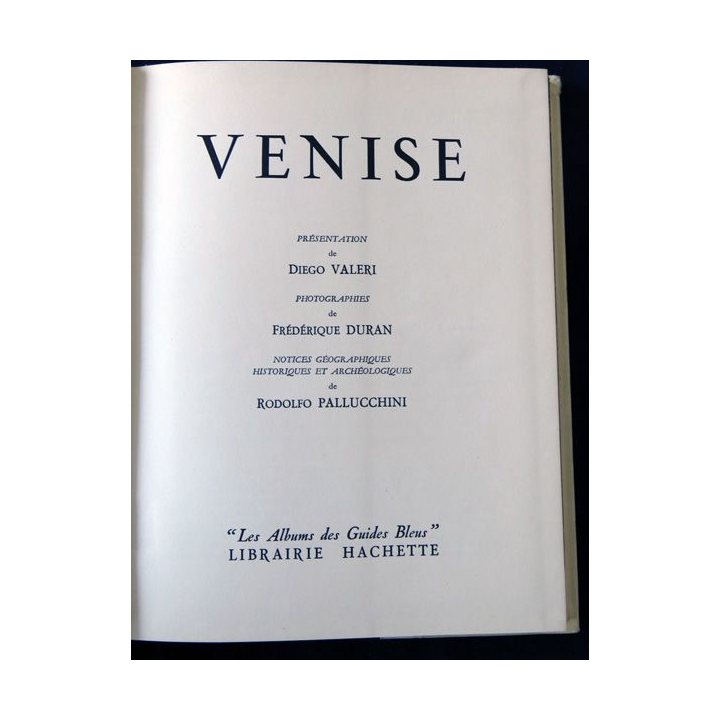 VENISE
PRÉSENTATION
de
DIEGO VALERI
PHOTOGRAPHIES
de
FRÉDÉRIQUE DURAN
NOTICES GÉOGRAPHIQUES
HISTORIQUES ET ARCHÉOLOGIQUES
de
RODOLFO PALLUCCHINI
“Les Albums des Guides Bleus”
LIBRAIRIE HACHETTE